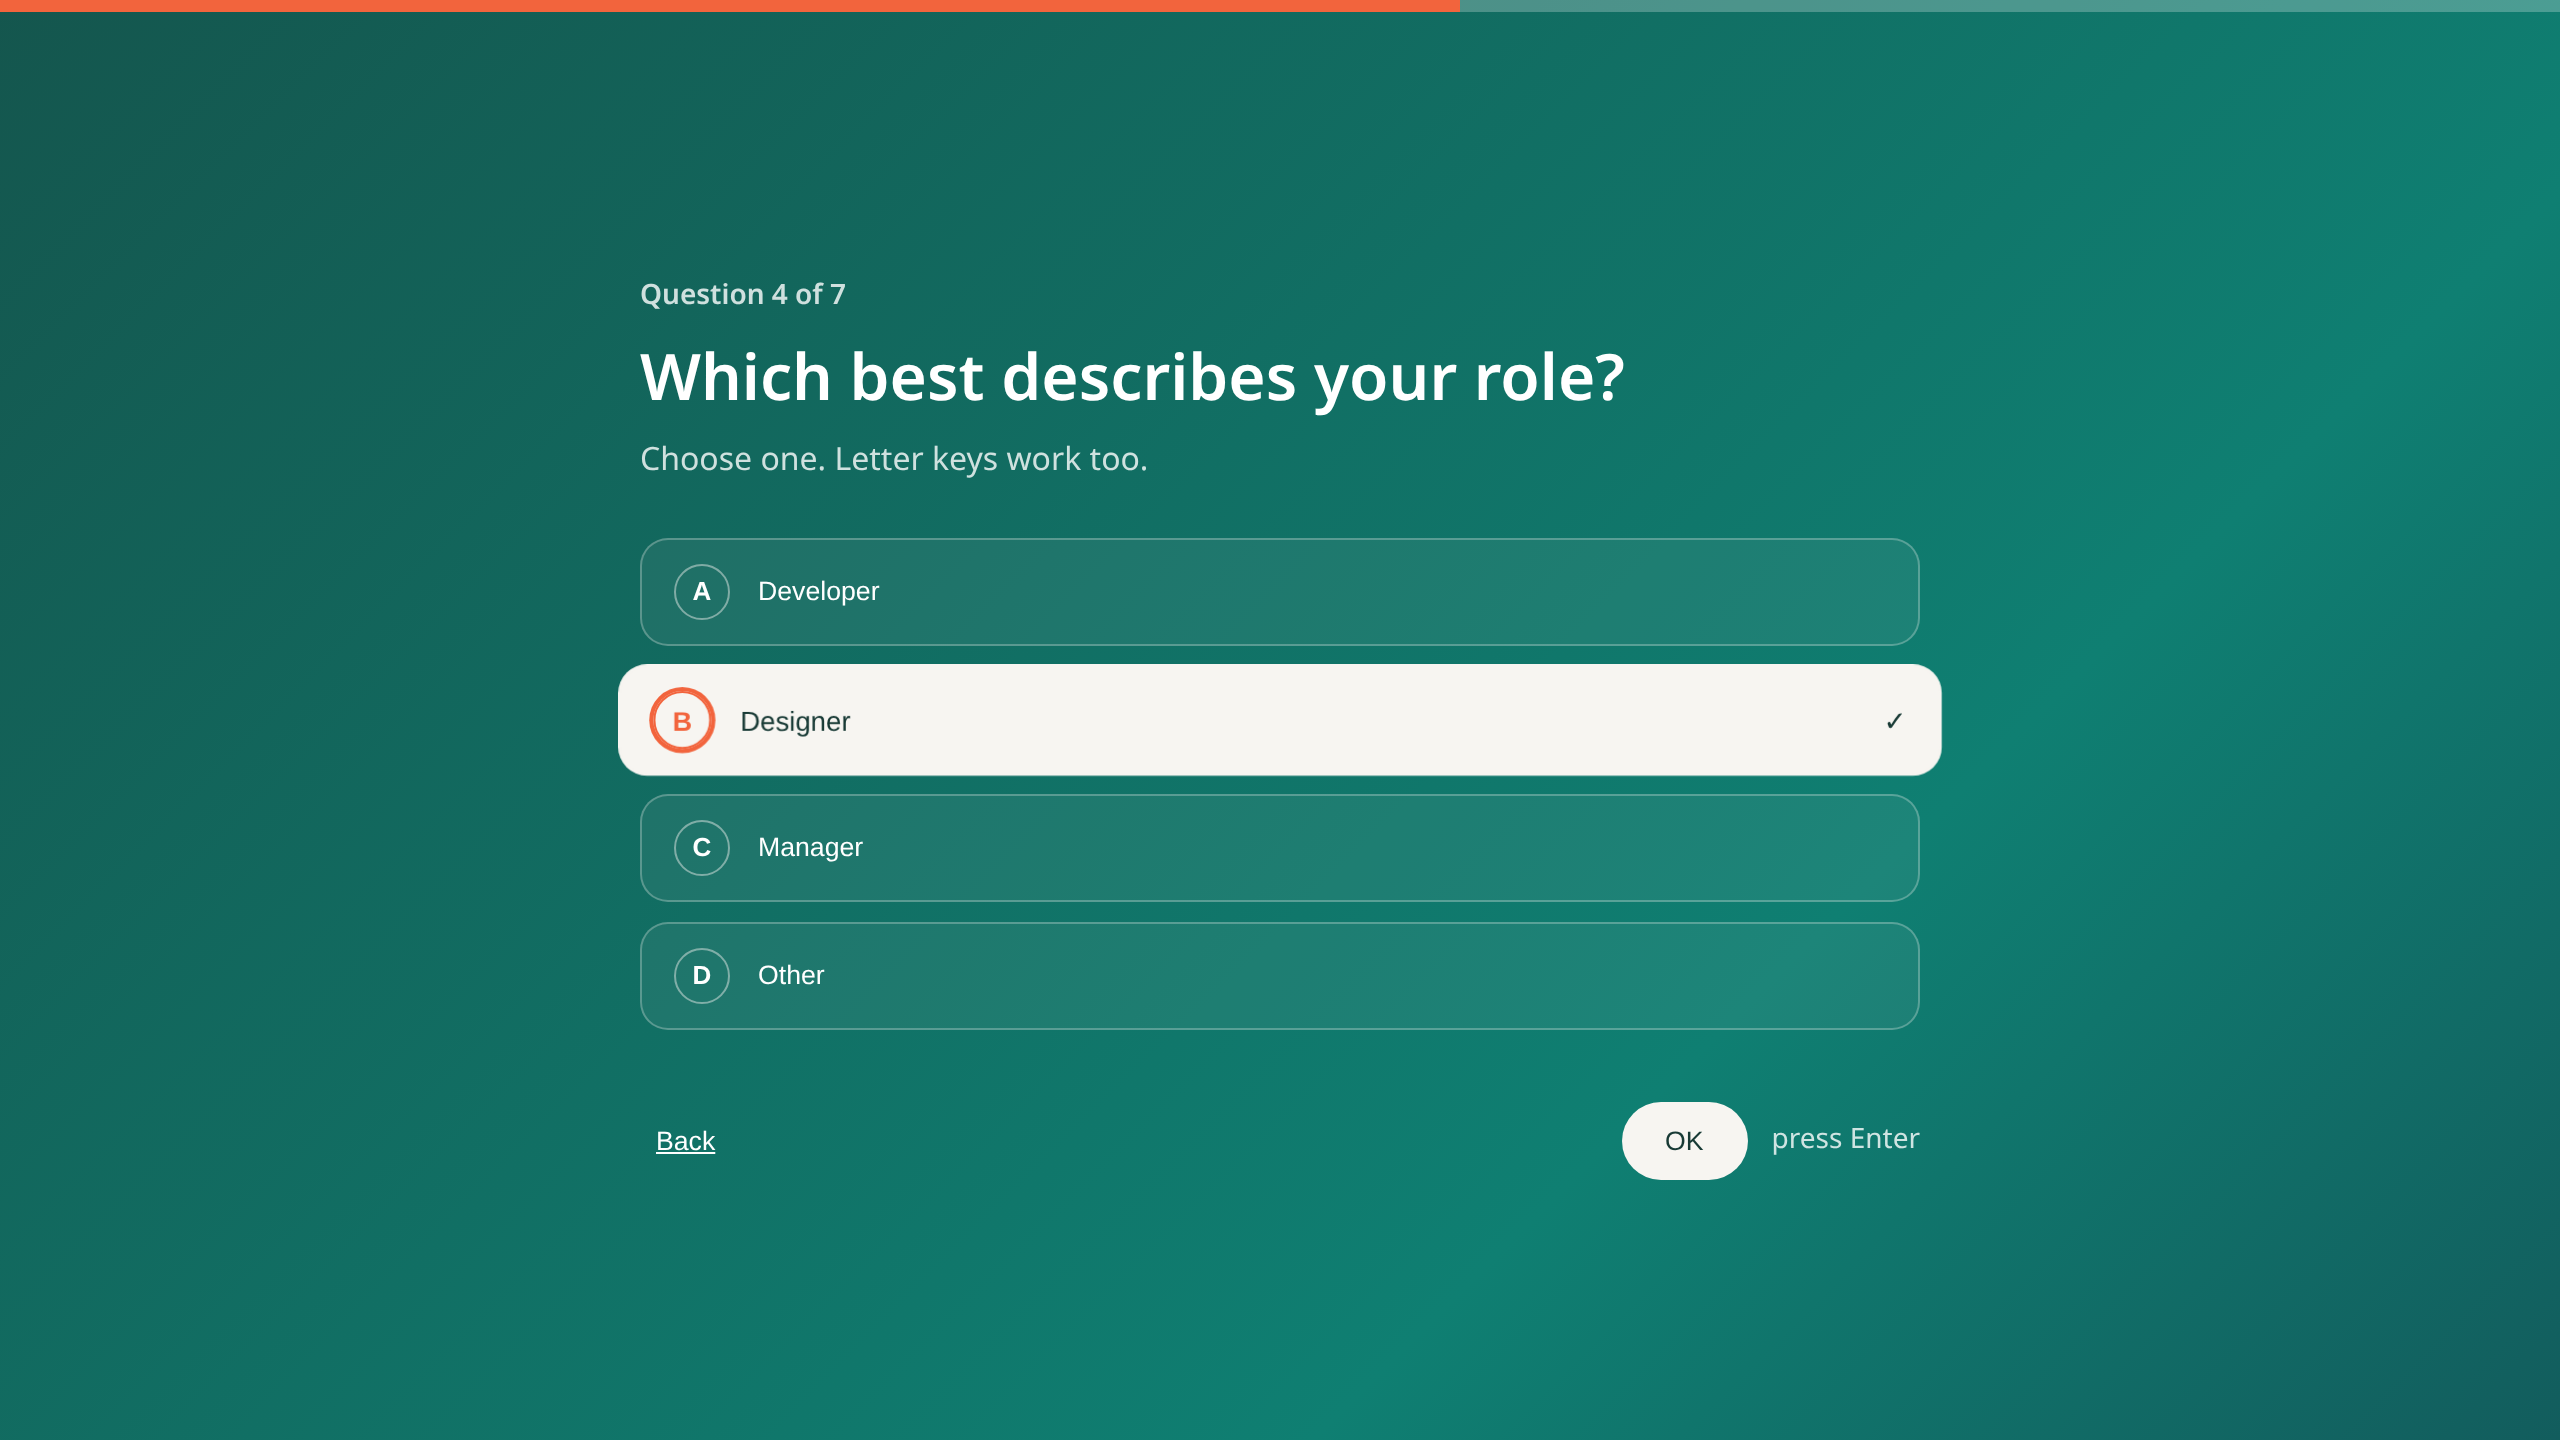 Question 4 of 7
Which best describes your role?
Choose one. Letter keys work too.
A Developer
B Designer ✓
C Manager
D Other
Back OK press Enter